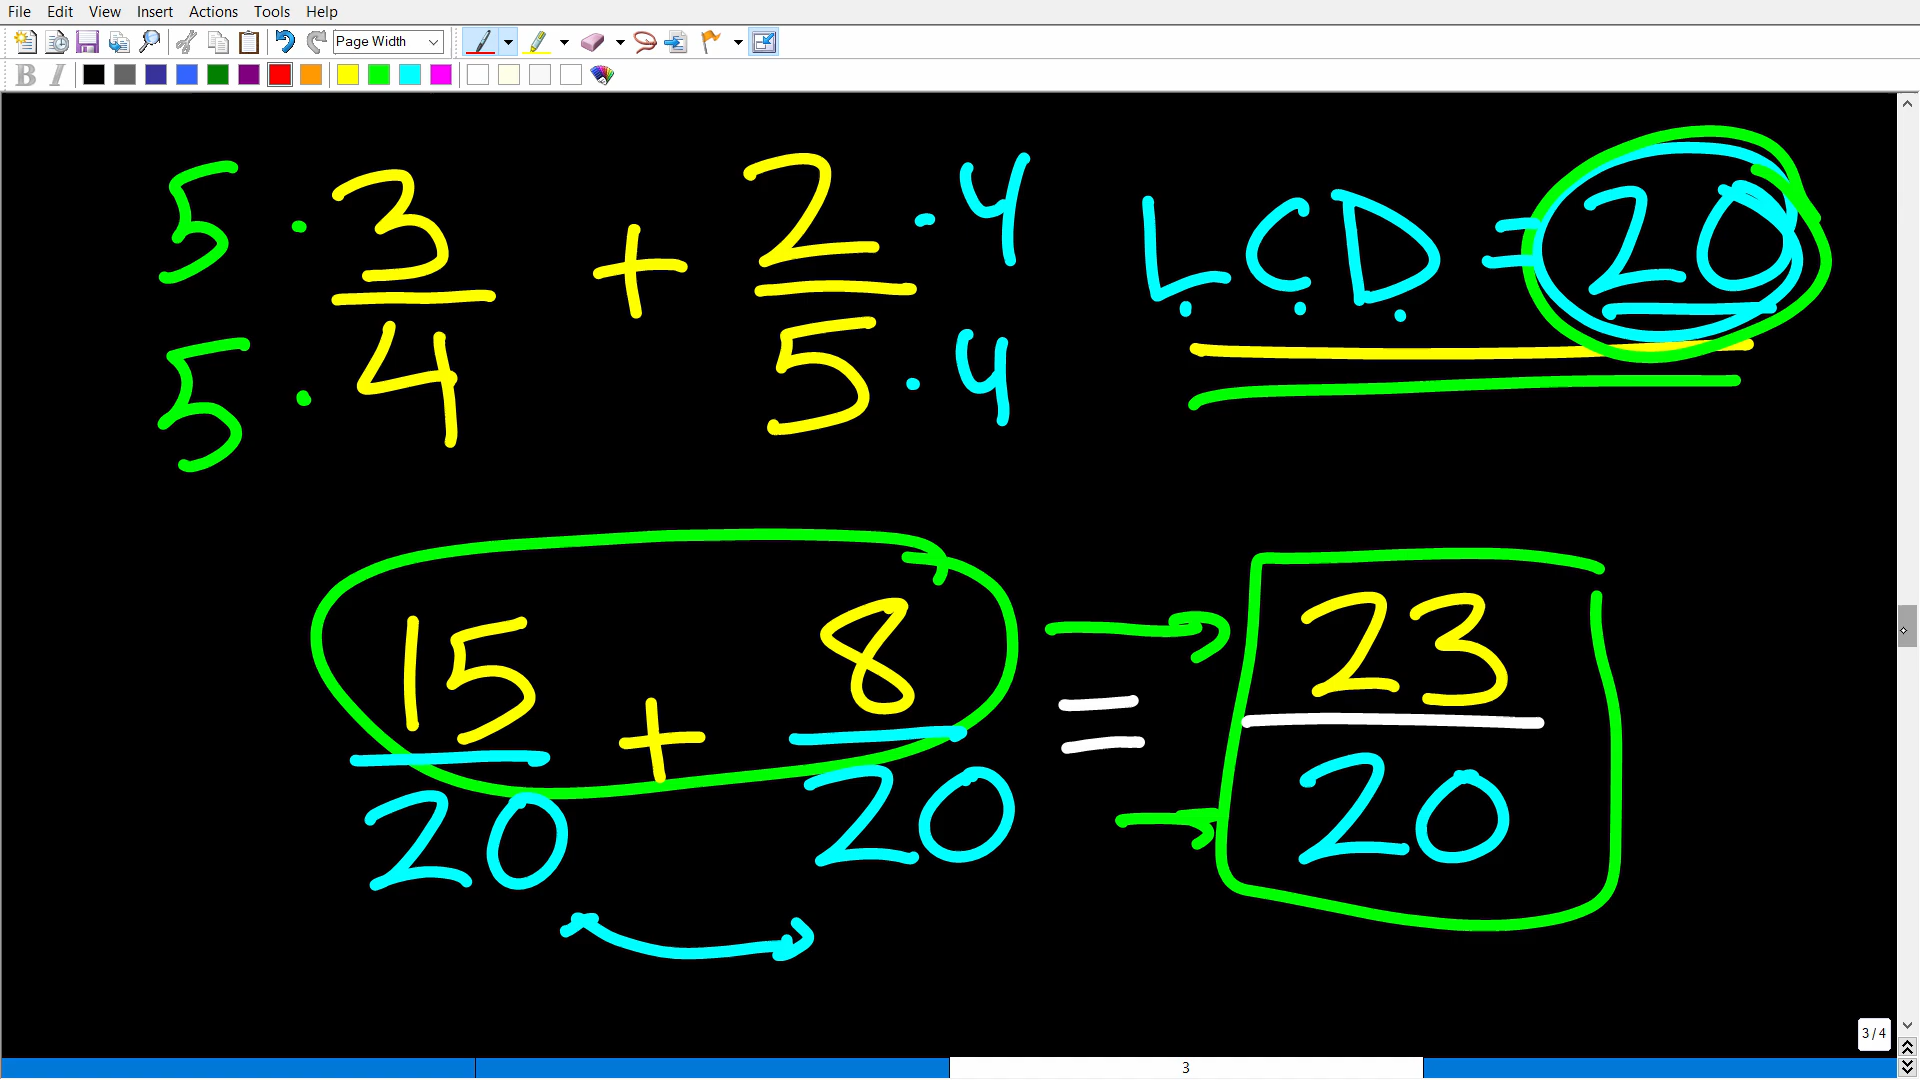 File Edit View Insert Actions Tools Help
Page Width
B I
5 · 3/4 + 2/5 · 4 LCD = 20
5 · 4
15/20 + 8/20 = 23/20
3 / 4
3